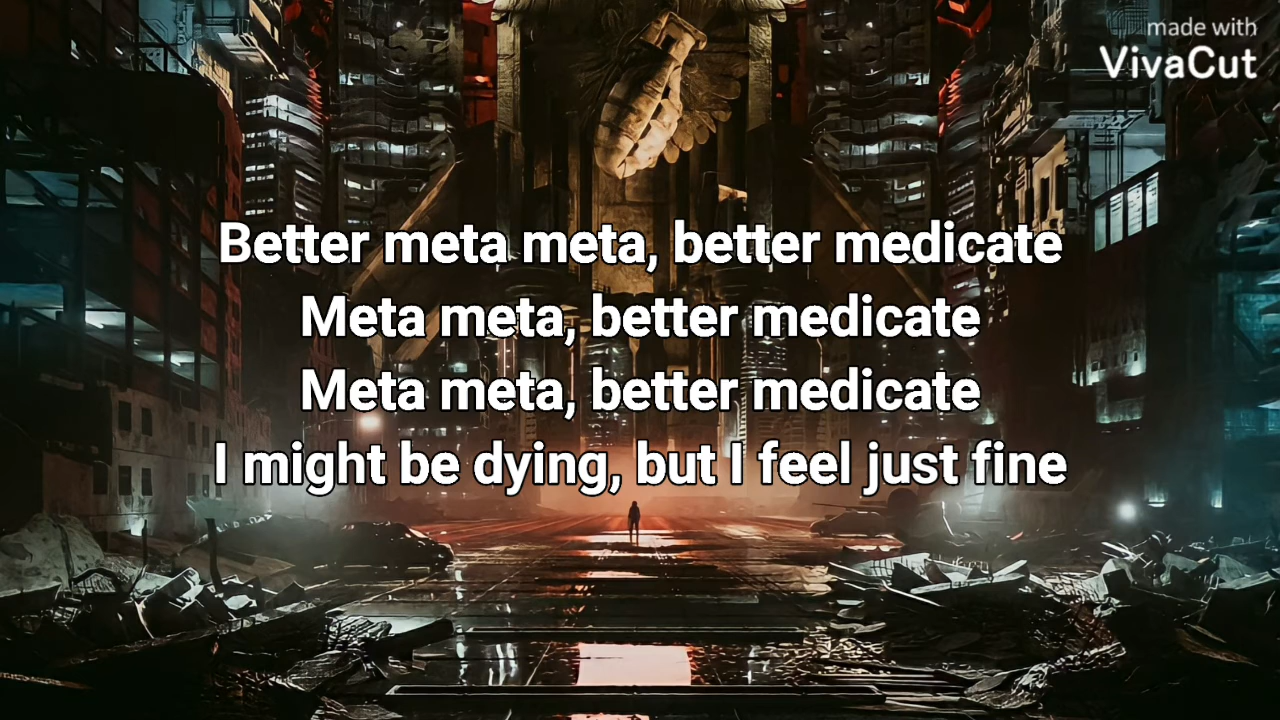 made with
VivaCut
Better meta meta, better medicate
Meta meta, better medicate
Meta meta, better medicate
I might be dying, but I feel just fine